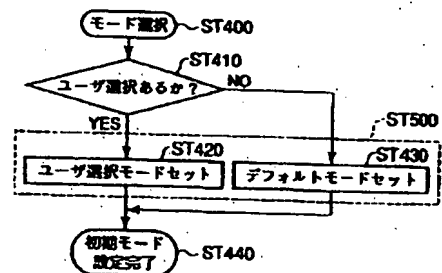 モード選択 ST400
ST410
ユーザ選択あるか？ NO
YES ST500
ST420 ST430
ユーザ選択モードセット デフォルトモードセット
初期モード
設定完了 ST440